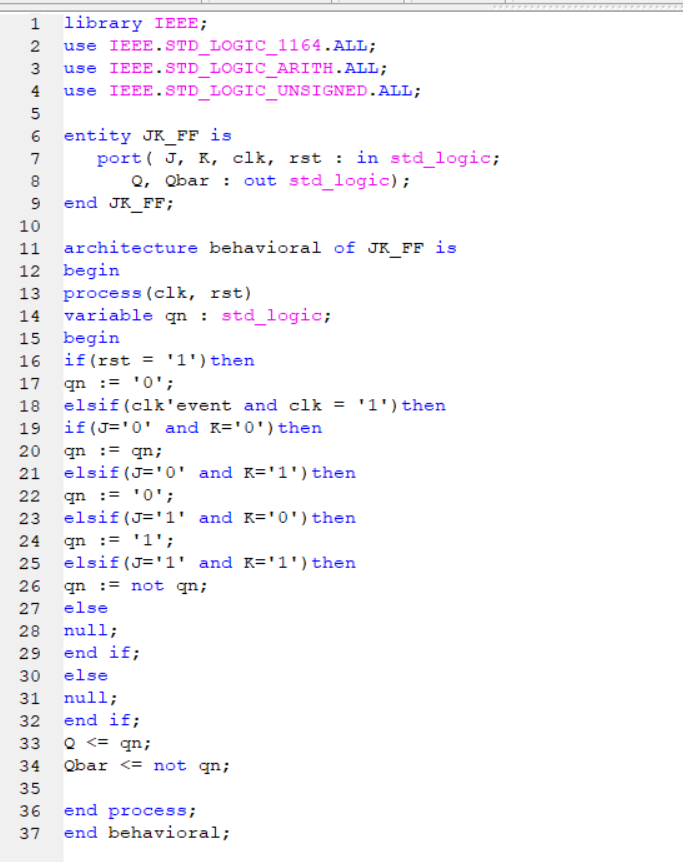 1 library IEEE;
2 use IEEE.STD_LOGIC_1164.ALL;
3 use IEEE.STD_LOGIC_ARITH.ALL;
4 use IEEE.STD_LOGIC_UNSIGNED.ALL;
5
6 entity JK_FF is
7 port( J, K, clk, rst : in std_logic;
8 Q, Qbar : out std_logic);
9 end JK_FF;
10
11 architecture behavioral of JK_FF is
12 begin
13 process(clk, rst)
14 variable qn : std_logic;
15 begin
16 if(rst = '1')then
17 qn := '0';
18 elsif(clk'event and clk = '1')then
19 if(J='0' and K='0')then
20 qn := qn;
21 elsif(J='0' and K='1')then
22 qn := '0';
23 elsif(J='1' and K='0')then
24 qn := '1';
25 elsif(J='1' and K='1')then
26 qn := not qn;
27 else
28 null;
29 end if;
30 else
31 null;
32 end if;
33 Q <= qn;
34 Qbar <= not qn;
35
36 end process;
37 end behavioral;